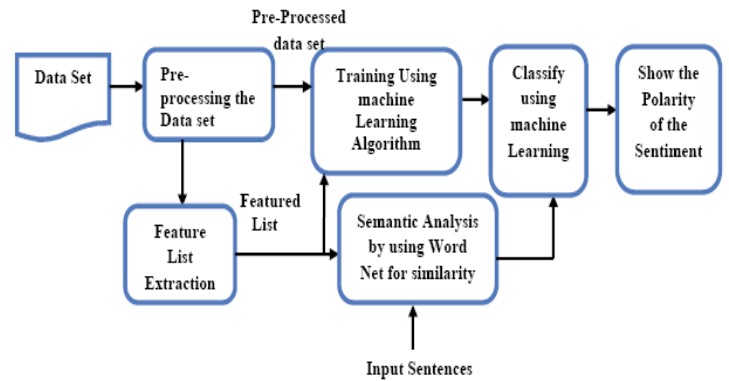 Pre-Processed
data set
Data Set
Pre-
processing the
Data set
Training Using
machine
Learning
Algorithm
Classify
using
machine
Learning
Show the
Polarity
of the
Sentiment
Feature
List
Extraction
Featured
List
Semantic Analysis
by using Word
Net for similarity
Input Sentences